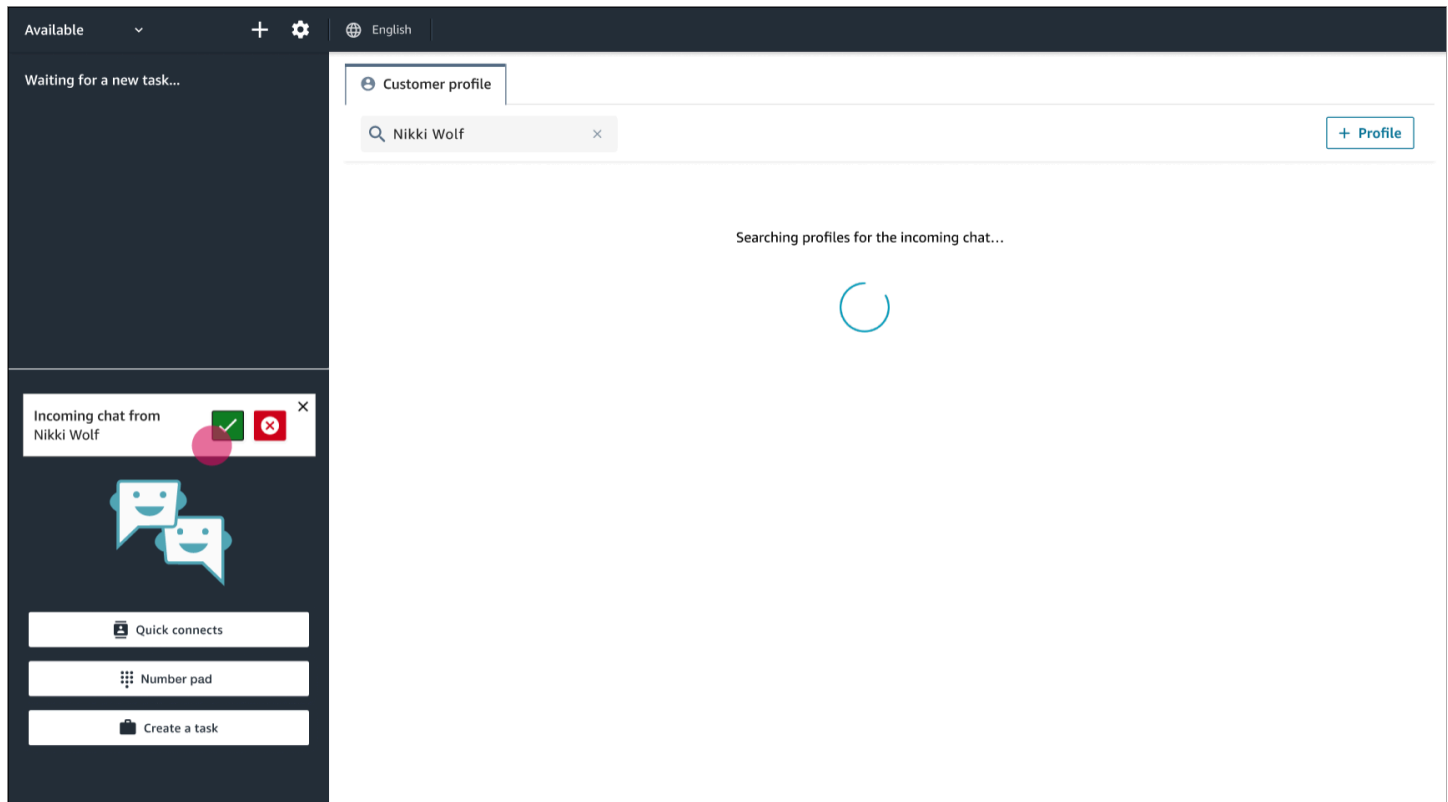 Available
English
Waiting for a new task...
Customer profile
Nikki Wolf
+ Profile
Searching profiles for the incoming chat...
Incoming chat from
Nikki Wolf
Quick connects
Number pad
Create a task